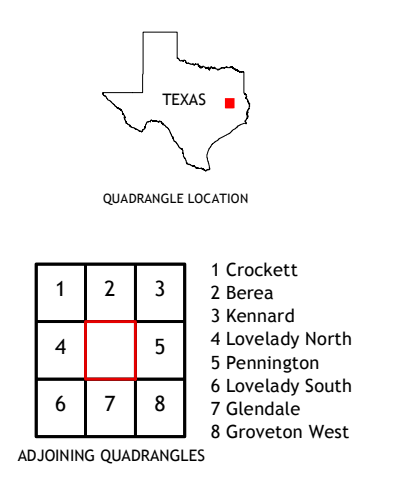 TEXAS
QUADRANGLE LOCATION
1 2 3
4 5
6 7 8
1 Crockett
2 Berea
3 Kennard
4 Lovelady North
5 Pennington
6 Lovelady South
7 Glendale
8 Groveton West
ADJOINING QUADRANGLES